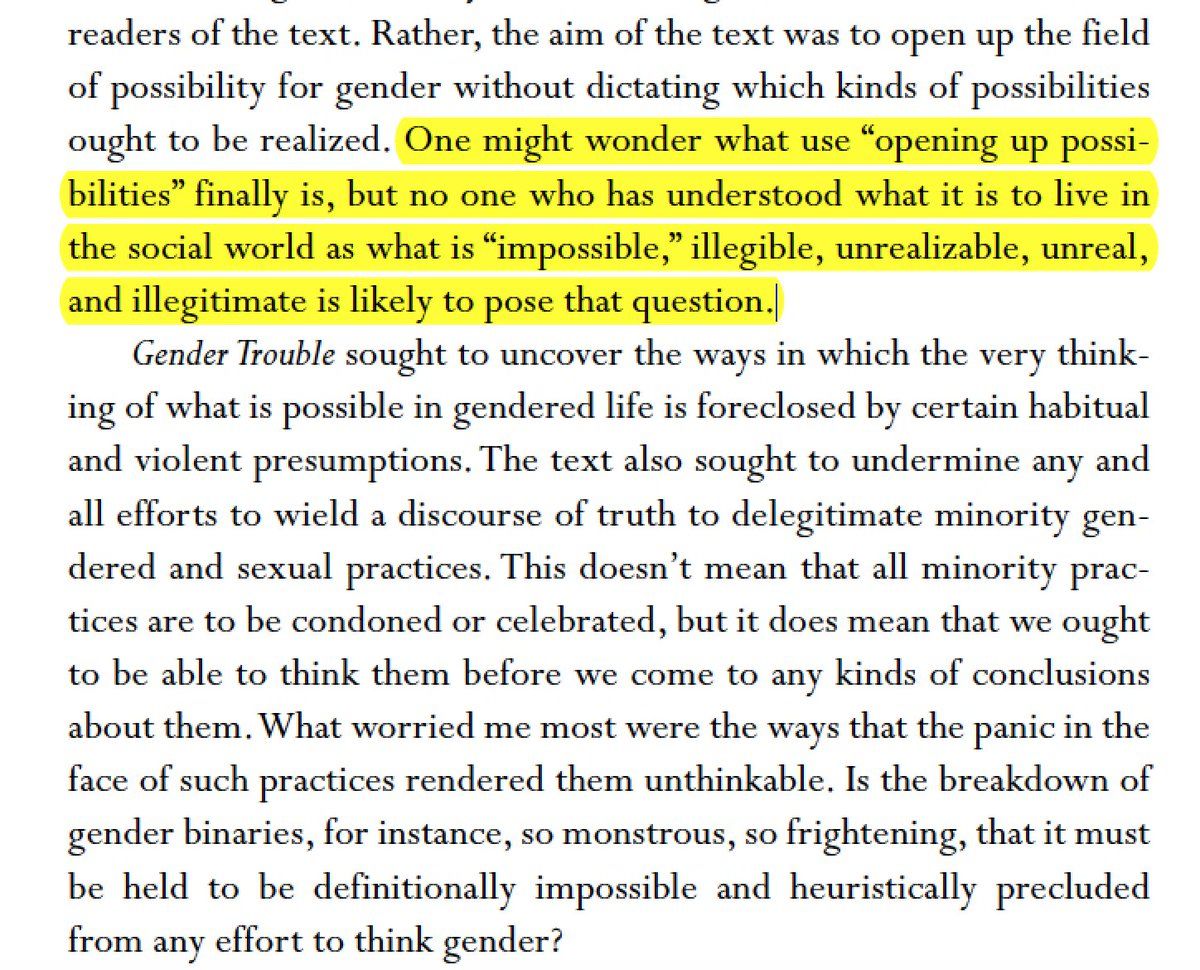 readers of the text. Rather, the aim of the text was to open up the field
of possibility for gender without dictating which kinds of possibilities
ought to be realized. One might wonder what use “opening up possi-
bilities” finally is, but no one who has understood what it is to live in
the social world as what is “impossible,” illegible, unrealizable, unreal,
and illegitimate is likely to pose that question.
Gender Trouble sought to uncover the ways in which the very think-
ing of what is possible in gendered life is foreclosed by certain habitual
and violent presumptions. The text also sought to undermine any and
all efforts to wield a discourse of truth to delegitimate minority gen-
dered and sexual practices. This doesn’t mean that all minority prac-
tices are to be condoned or celebrated, but it does mean that we ought
to be able to think them before we come to any kinds of conclusions
about them. What worried me most were the ways that the panic in the
face of such practices rendered them unthinkable. Is the breakdown of
gender binaries, for instance, so monstrous, so frightening, that it must
be held to be definitionally impossible and heuristically precluded
from any effort to think gender?